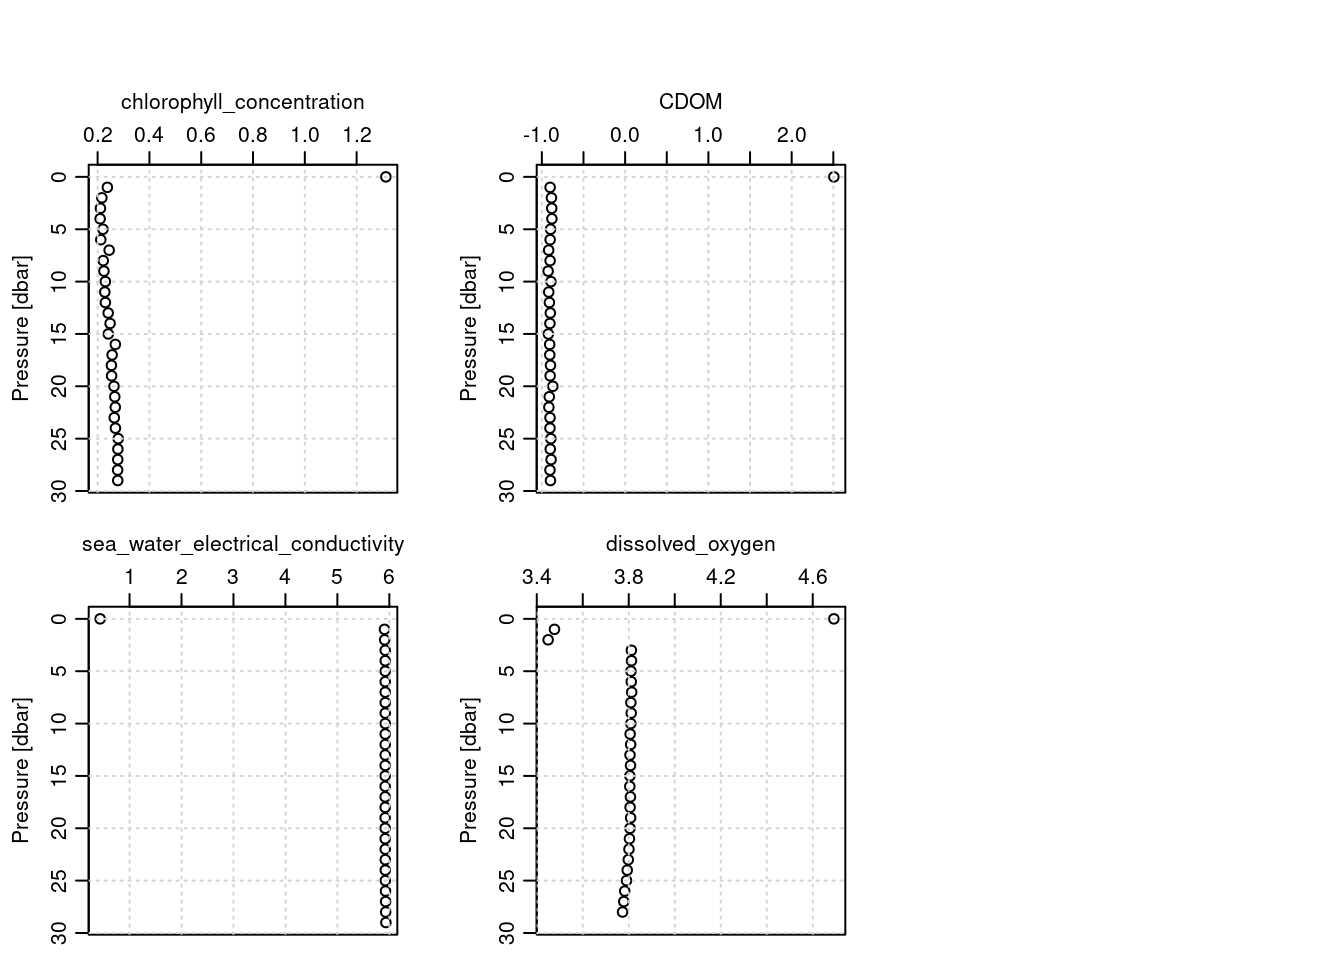 chlorophyll_concentration
0.2 0.4 0.6 0.8 1.0 1.2
Pressure [dbar]
0 5 10 15 20 25 30
CDOM
-1.0 0.0 1.0 2.0
Pressure [dbar]
0 5 10 15 20 25 30
sea_water_electrical_conductivity
1 2 3 4 5 6
Pressure [dbar]
0 5 10 15 20 25 30
dissolved_oxygen
3.4 3.8 4.2 4.6
Pressure [dbar]
0 5 10 15 20 25 30